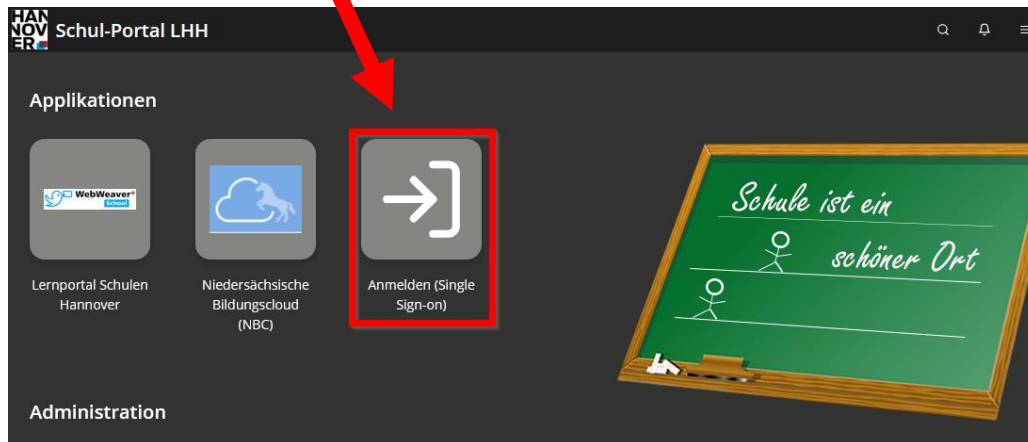 HAN
NOV
ER
Schul-Portal LHH
Applikationen
WebWeaver®
School
Lernportal Schulen
Hannover
Niedersächsische
Bildungscloud
(NBC)
Anmelden (Single
Sign-on)
Schule ist ein
schöner Ort
Administration